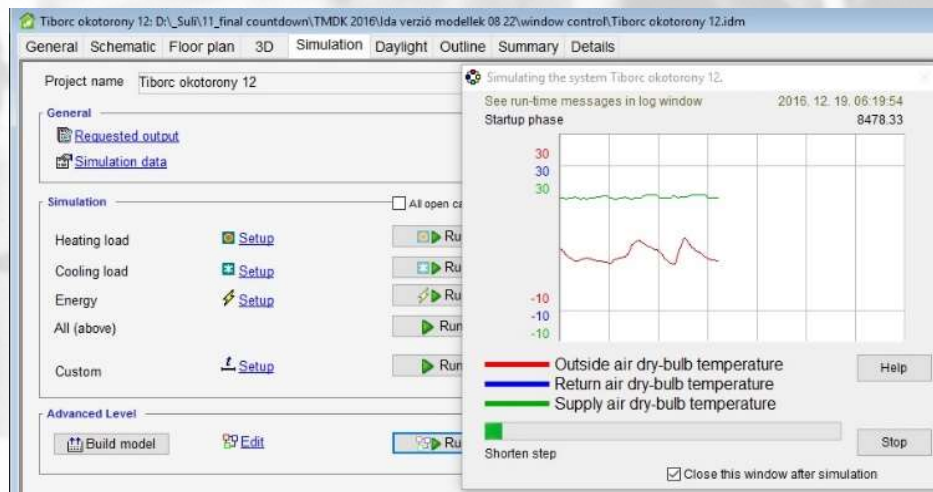 Tiborc okotorony 12: D:\_Suli\11_final countdown\TMDK 2016\Ida verzió modellek 08 22\window control\Tiborc okotorony 12.idm
General Schematic Floor plan 3D Simulation Daylight Outline Summary Details
Project name Tiborc okotorony 12
General
Requested output
Simulation data
Simulation
All open ca
Heating load Setup Ru
Cooling load Setup Ru
Energy Setup Ru
All (above) Run
Custom Setup Run
Advanced Level
Build model Edit Ru
Simulating the system Tiborc okotorony 12.
See run-time messages in log window 2016. 12. 19. 06:19:54
Startup phase 8478.33
30
30
30
-10
-10
-10
Outside air dry-bulb temperature Help
Return air dry-bulb temperature
Supply air dry-bulb temperature
Stop
Shorten step
Close this window after simulation